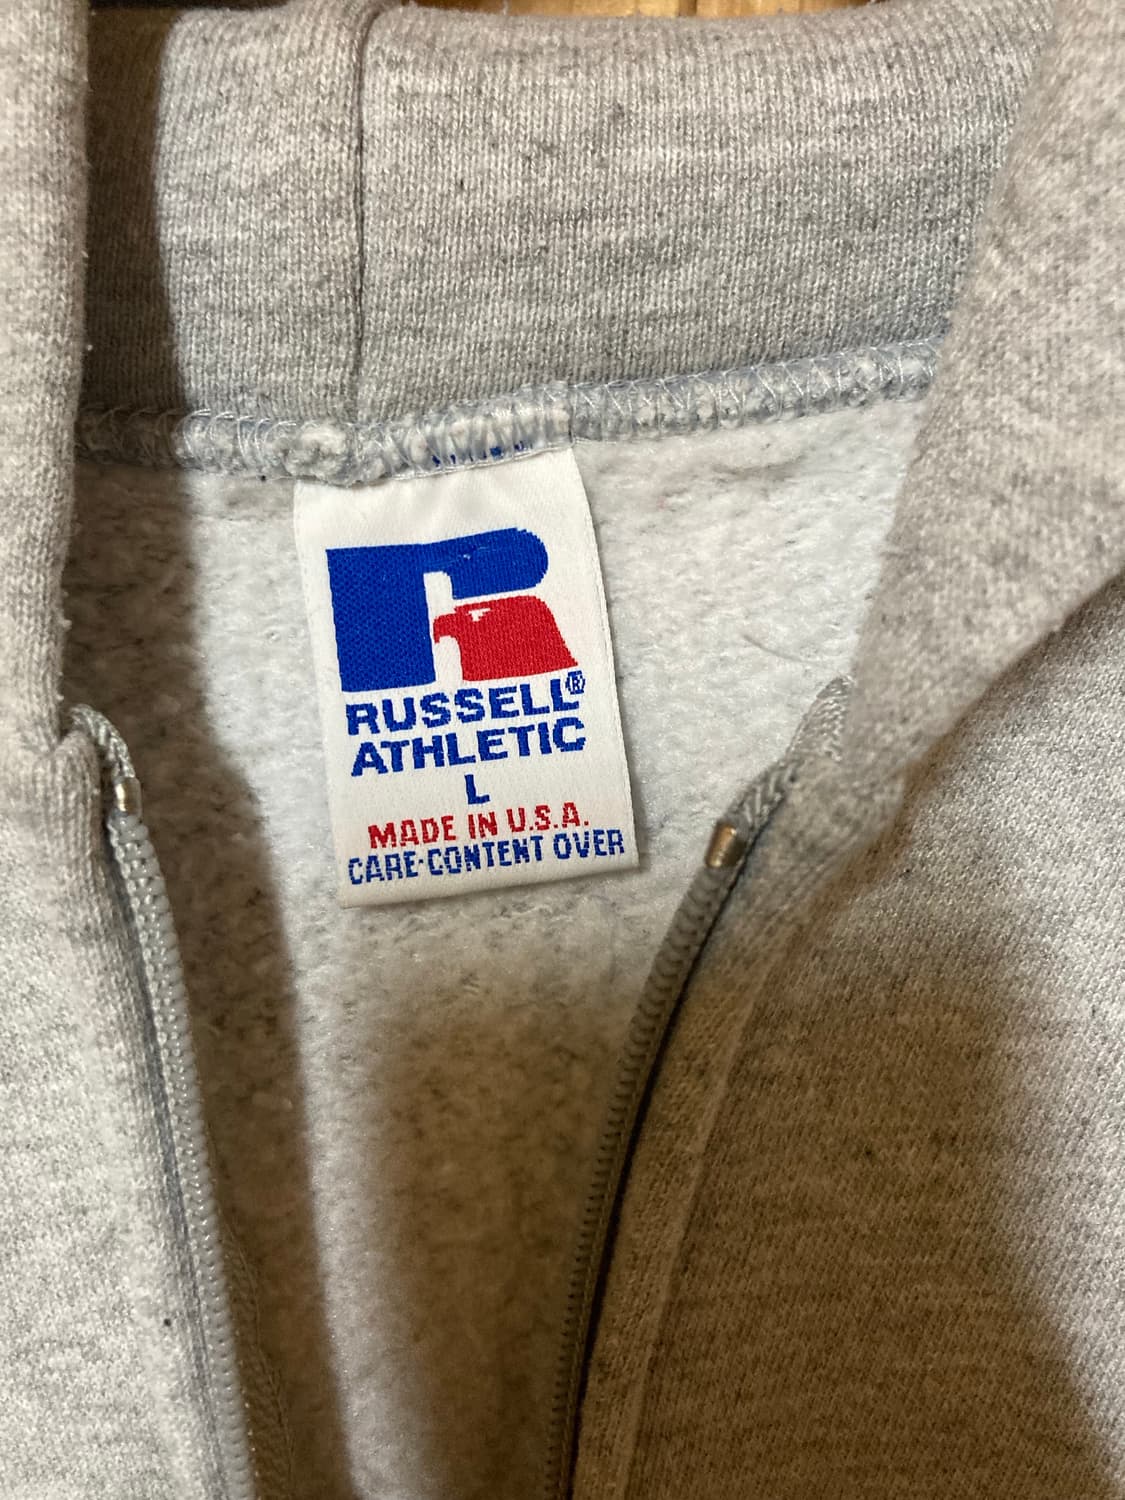 RUSSELL®
ATHLETIC
L
MADE IN U.S.A.
CARE-CONTENT OVER